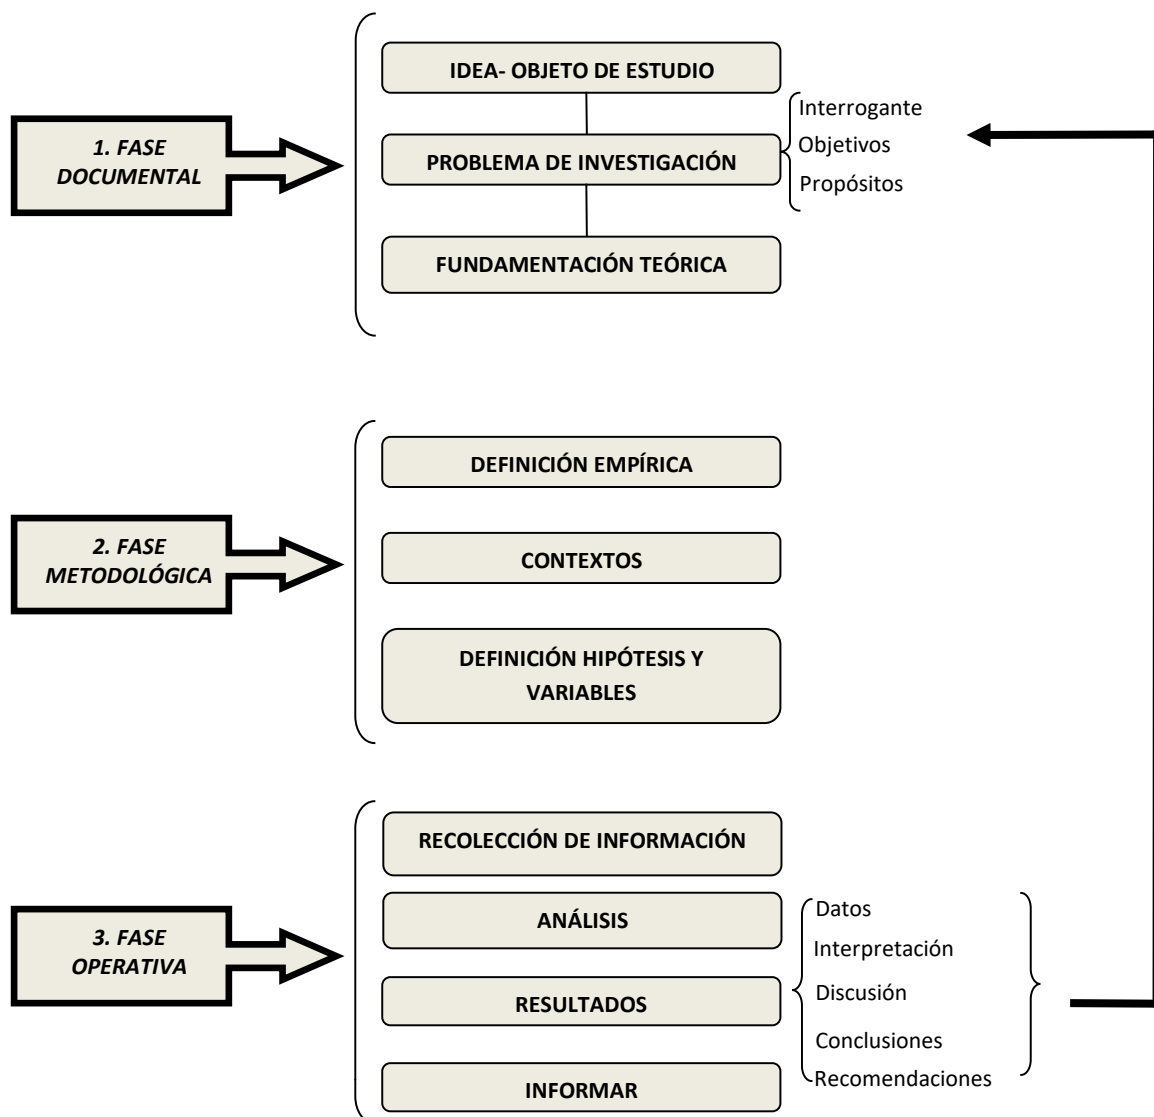 1. FASE
DOCUMENTAL
IDEA- OBJETO DE ESTUDIO
PROBLEMA DE INVESTIGACIÓN
Interrogante
Objetivos
Propósitos
FUNDAMENTACIÓN TEÓRICA
2. FASE
METODOLÓGICA
DEFINICIÓN EMPÍRICA
CONTEXTOS
DEFINICIÓN HIPÓTESIS Y
VARIABLES
3. FASE
OPERATIVA
RECOLECCIÓN DE INFORMACIÓN
ANÁLISIS
RESULTADOS
INFORMAR
Datos
Interpretación
Discusión
Conclusiones
Recomendaciones